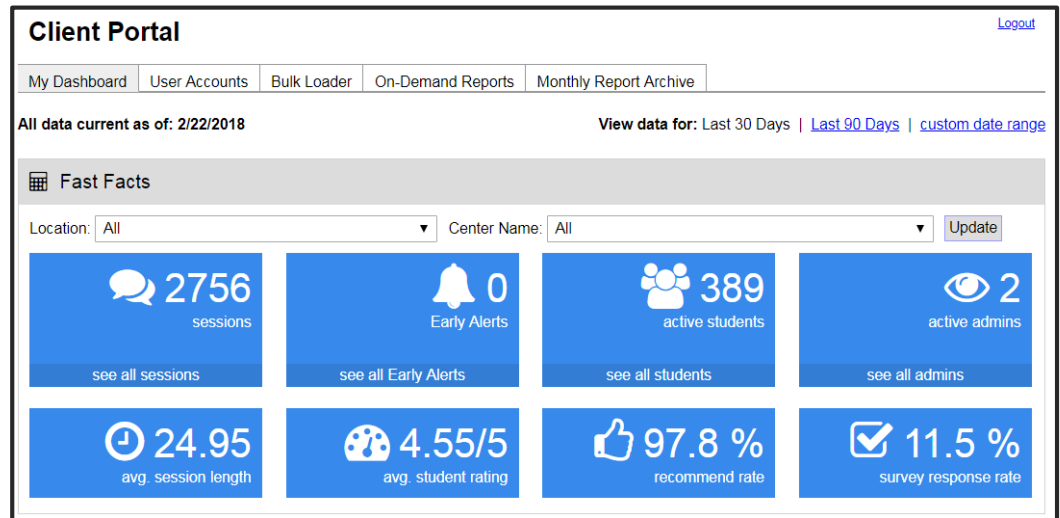 Client Portal
Logout
My Dashboard User Accounts Bulk Loader On-Demand Reports Monthly Report Archive
All data current as of: 2/22/2018 View data for: Last 30 Days | Last 90 Days | custom date range
Fast Facts
Location: All Center Name: All Update
2756
sessions
see all sessions
0
Early Alerts
see all Early Alerts
389
active students
see all students
2
active admins
see all admins
24.95
avg. session length
4.55/5
avg. student rating
97.8 %
recommend rate
11.5 %
survey response rate